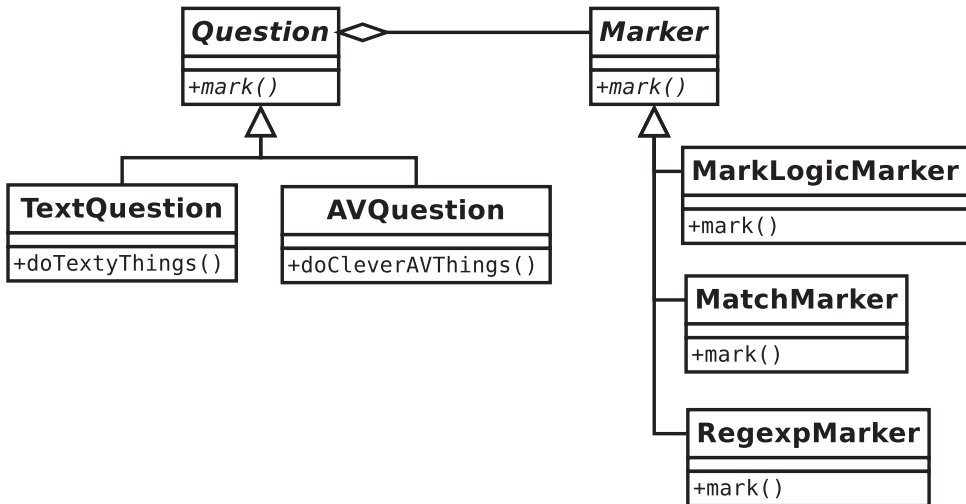 Question
+mark()
Marker
+mark()
TextQuestion
+doTextyThings()
AVQuestion
+doCleverAVThings()
MarkLogicMarker
+mark()
MatchMarker
+mark()
RegexpMarker
+mark()